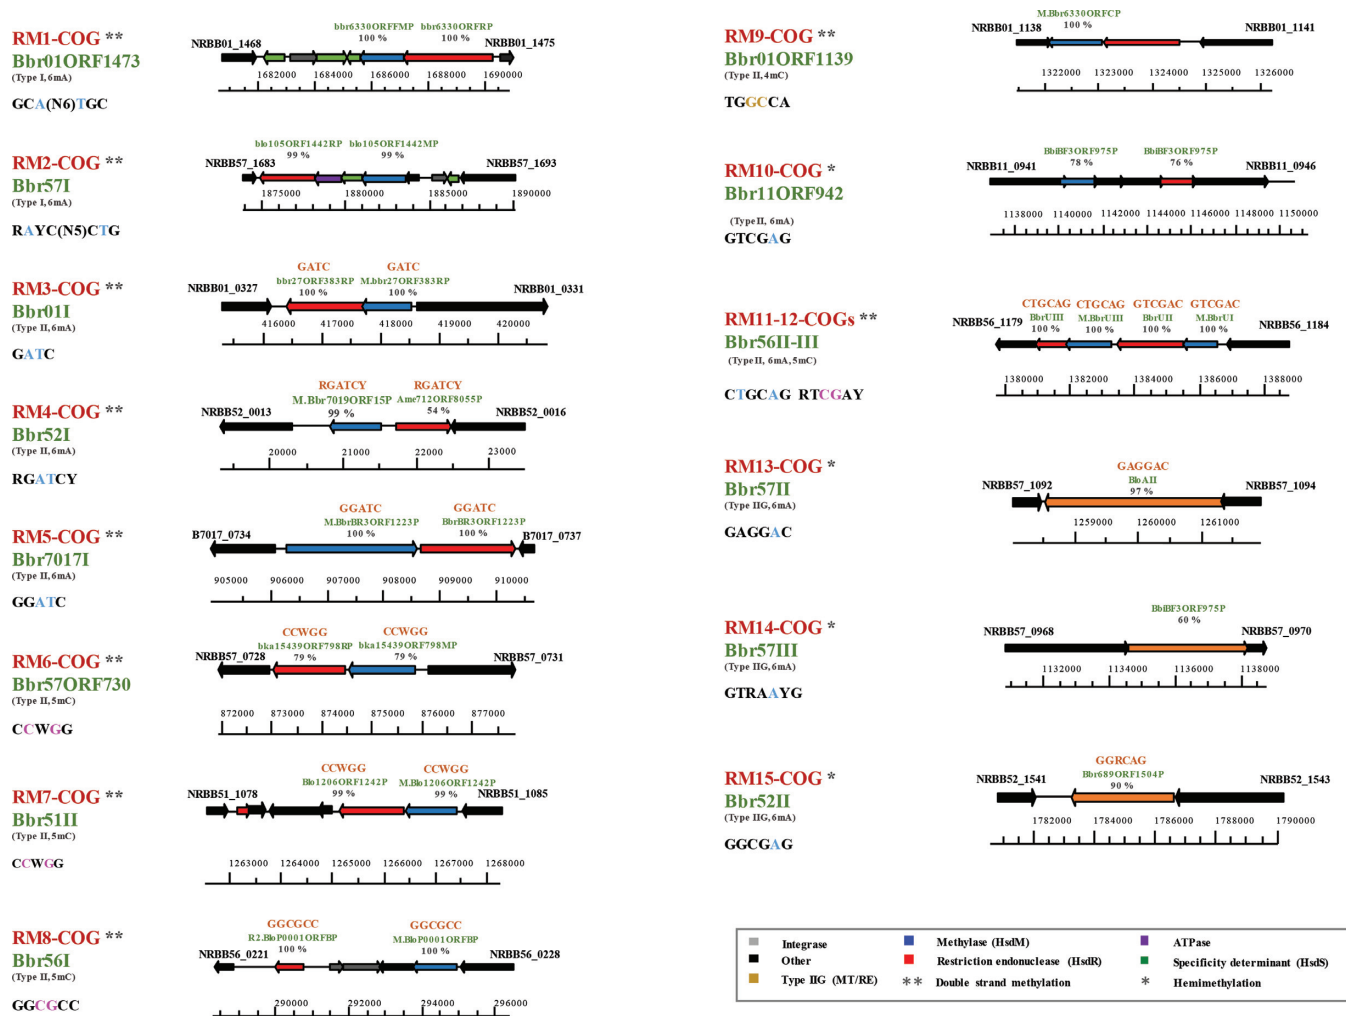 RM1-COG **
Bbr01ORF1473
(Type I, 6mA)
GCA(N6)TGC
bbr6330ORFFMP bbr6330ORFRP
NRBB01_1468 100 % 100 % NRBB01_1475
1682000 1684000 1686000 1688000 1690000
RM2-COG **
Bbr57I
(Type I, 6mA)
RAYC(N5)CTG
blo105ORF1442RP blo105ORF1442MP
NRBB57_1683 99 % 99 % NRBB57_1693
1875000 1880000 1885000 1890000
RM3-COG **
Bbr01I
(Type II, 6mA)
GATC
GATC GATC
NRBB01_0327 bbr27ORF383RP M.bbr27ORF383RP NRBB01_0331
100 % 100 %
416000 417000 418000 419000 420000
RM4-COG **
Bbr52I
(Type II, 6mA)
RGATCY
RGATCY RGATCY
M.Bbr7019ORF15P Ame712ORF8055P
NRBB52_0013 99 % 54 % NRBB52_0016
20000 21000 22000 23000
RM5-COG **
Bbr7017I
(Type II, 6mA)
GGATC
GGATC GGATC
M.BbrBR3ORF1223P BbrBR3ORF1223P
B7017_0734 100 % 100 % B7017_0737
905000 906000 907000 908000 909000 910000
RM6-COG **
Bbr57ORF730
(Type II, 5mC)
CCWGG
CCWGG CCWGG
bka15439ORF798RP bka15439ORF798MP
NRBB57_0728 79 % 79 % NRBB57_0731
872000 873000 874000 875000 876000 877000
RM7-COG **
Bbr51II
(Type II, 5mC)
CCWGG
CCWGG CCWGG
Blo1206ORF1242P M.Blo1206ORF1242P
NRBB51_1078 99 % 99 % NRBB51_1085
1263000 1264000 1265000 1266000 1267000 1268000
RM8-COG **
Bbr56I
(Type II, 5mC)
GGCGCC
GGCGCC GGCGCC
R2.BloP0001ORFBP M.BloP0001ORFBP
NRBB56_0221 100 % 100 % NRBB56_0228
290000 292000 294000 296000
RM9-COG **
Bbr01ORF1139
(Type II, 4mC)
TGGCCA
M.Bbr6330ORFCP
NRBB01_1138 100 % NRBB01_1141
1322000 1323000 1324000 1325000 1326000
RM10-COG *
Bbr11ORF942
(Type II, 6mA)
GTCGAG
BbiBF3ORF975P BbiBF3ORF975P
NRBB11_0941 78 % 76 % NRBB11_0946
1138000 1140000 1142000 1144000 1146000 1148000 1150000
RM11-12-COGs **
Bbr56II-III
(Type II, 6mA,5mC)
CTGCAG RTCGAY
CTGCAG CTGCAG GTCGAC GTCGAC
NRBB56_1179 BbrUIII M.BbrUIII BbrUII M.BbrUI NRBB56_1184
100 % 100 % 100 % 100 %
1380000 1382000 1384000 1386000 1388000
RM13-COG *
Bbr57II
(Type IIG, 6mA)
GAGGAC
GAGGAC
BloAII
NRBB57_1092 97 % NRBB57_1094
1259000 1260000 1261000
RM14-COG *
Bbr57III
(Type IIG, 6mA)
GTRAAYG
BbiBF3ORF975P
60 %
NRBB57_0968 NRBB57_0970
1132000 1134000 1136000 1138000
RM15-COG *
Bbr52II
(Type IIG, 6mA)
GGCGAG
GGRCAG
Bbr689ORF1504P
NRBB52_1541 90 % NRBB52_1543
1782000 1784000 1786000 1788000 1790000
Integrase Methylase (HsdM) ATPase
Other Restriction endonuclease (HsdR) Specificity determinant (HsdS)
Type IIG (MT/RE) ** Double strand methylation * Hemimethylation